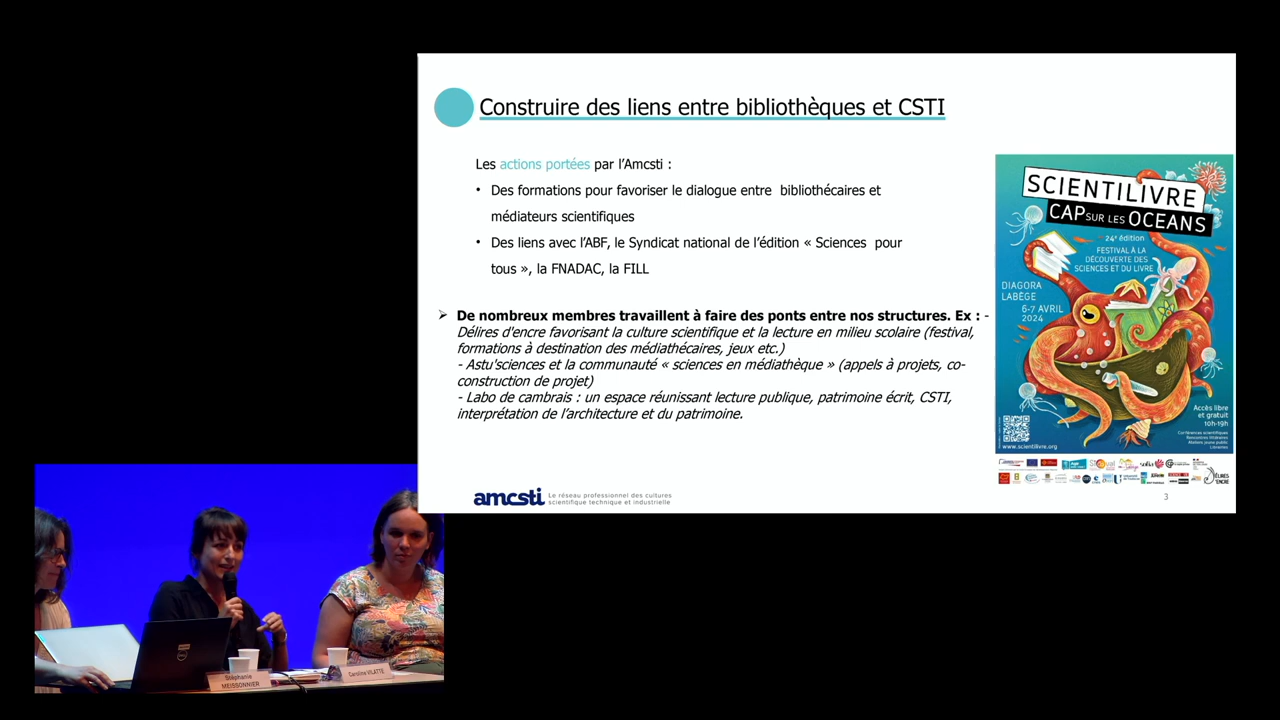 Construire des liens entre bibliothèques et CSTI
Les actions portées par l'Amcsti :
• Des formations pour favoriser le dialogue entre bibliothécaires et
médiateurs scientifiques
• Des liens avec l'ABF, le Syndicat national de l'édition « Sciences pour
tous », la FNADAC, la FILL
➢ De nombreux membres travaillent à faire des ponts entre nos structures. Ex : -
Délires d'encre favorisant la culture scientifique et la lecture en milieu scolaire (festival,
formations à destination des médiathécaires, jeux etc.)
- Astu'sciences et la communauté « sciences en médiathèque » (appels à projets, co-
construction de projet)
- Labo de cambrais : un espace réunissant lecture publique, patrimoine écrit, CSTI,
interprétation de l'architecture et du patrimoine.
amcsti
Le réseau professionnel des cultures
scientifique technique et industrielle
3
SCIENTILIVRE
CAP SUR LES OCEANS
24e édition
FESTIVAL À LA
DÉCOUVERTE DES
SCIENCES ET DU LIVRE
DIAGORA
LABÈGE
6-7 AVRIL
2024
Accès libre
et gratuit
10h-19h
Conférences scientifiques
Rencontres littéraires
Ateliers jeune public
Librairies
www.scientilivre.org
DELL
Stéphanie
MEISSONNIER
Caroline VILATTE